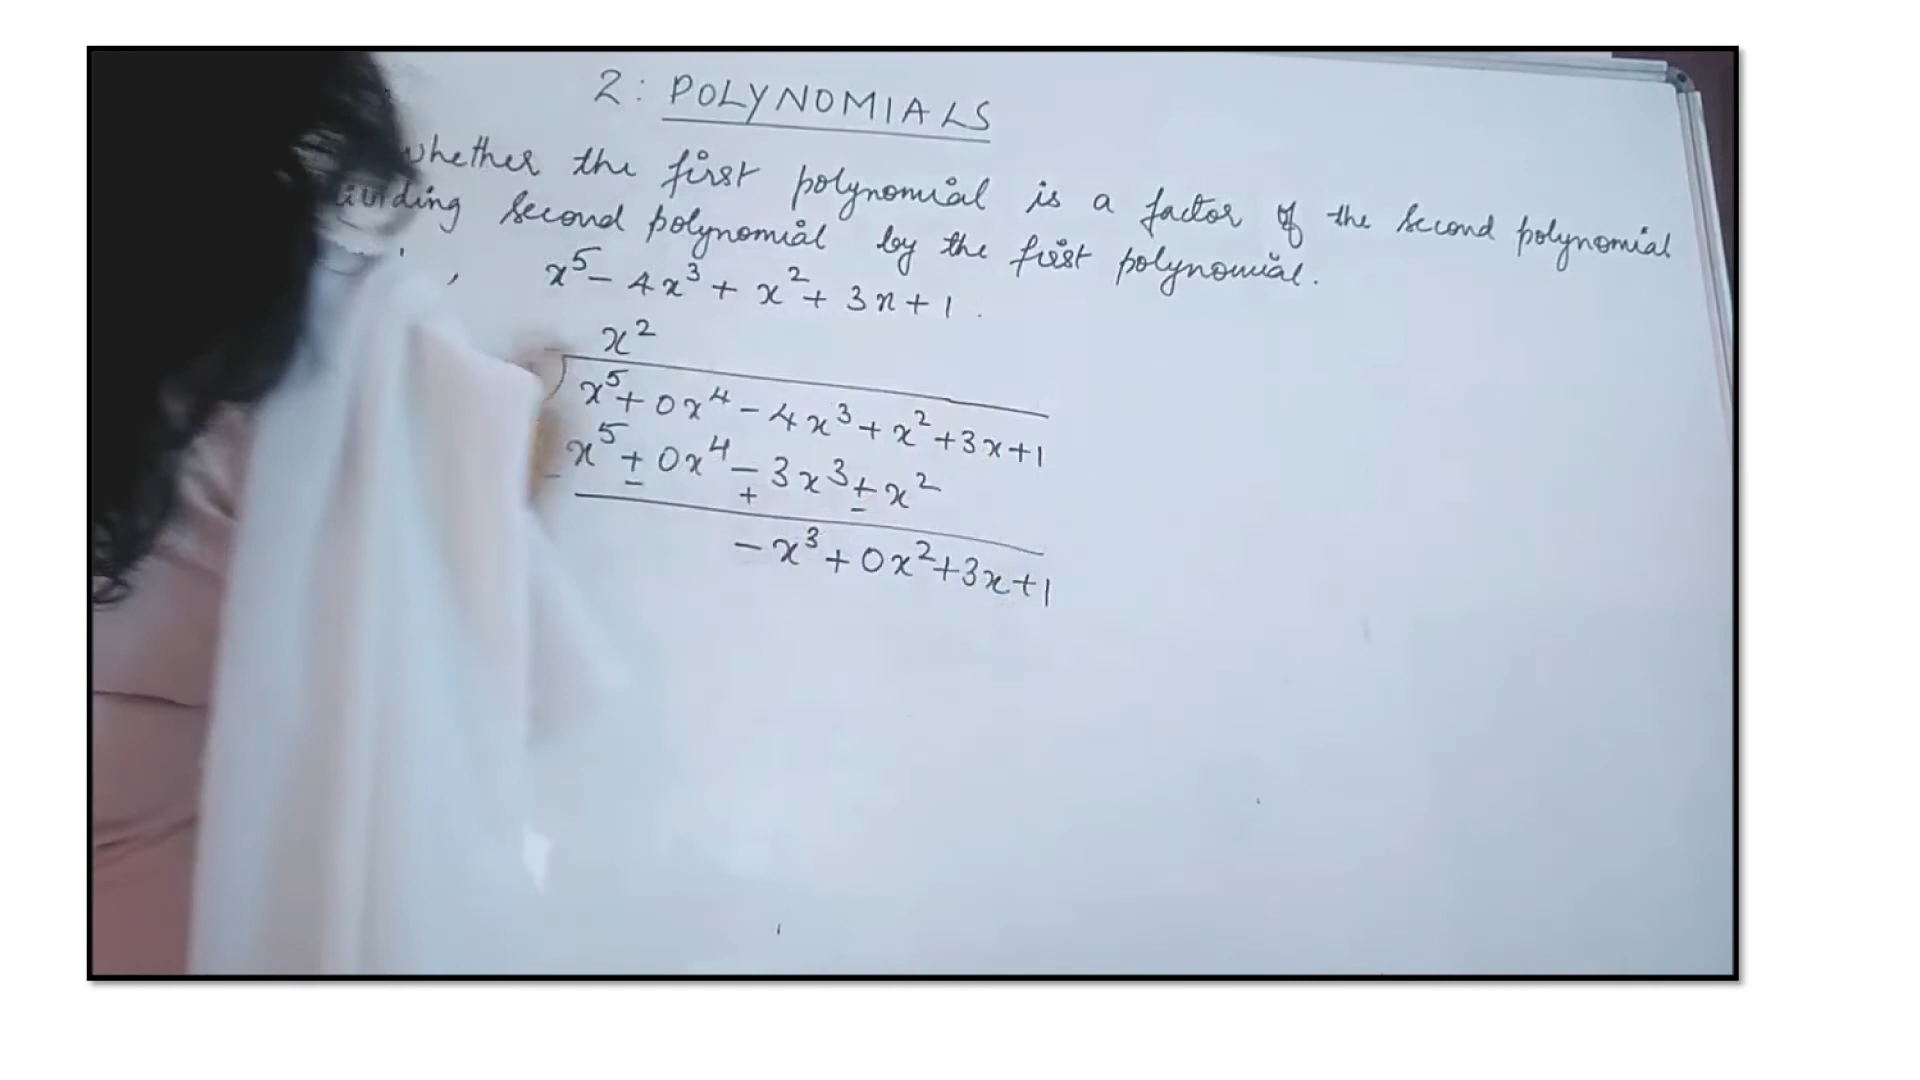 2: POLYNOMIALS
whether the first polynomial is a factor of the second polynomial
dividing second polynomial by the first polynomial.
, x⁵ - 4x³ + x² + 3x + 1.
x²
x⁵ + 0x⁴ - 4x³ + x² + 3x + 1
x⁵ + 0x⁴ - 3x³ + x²
- - + -
- x³ + 0x² + 3x + 1